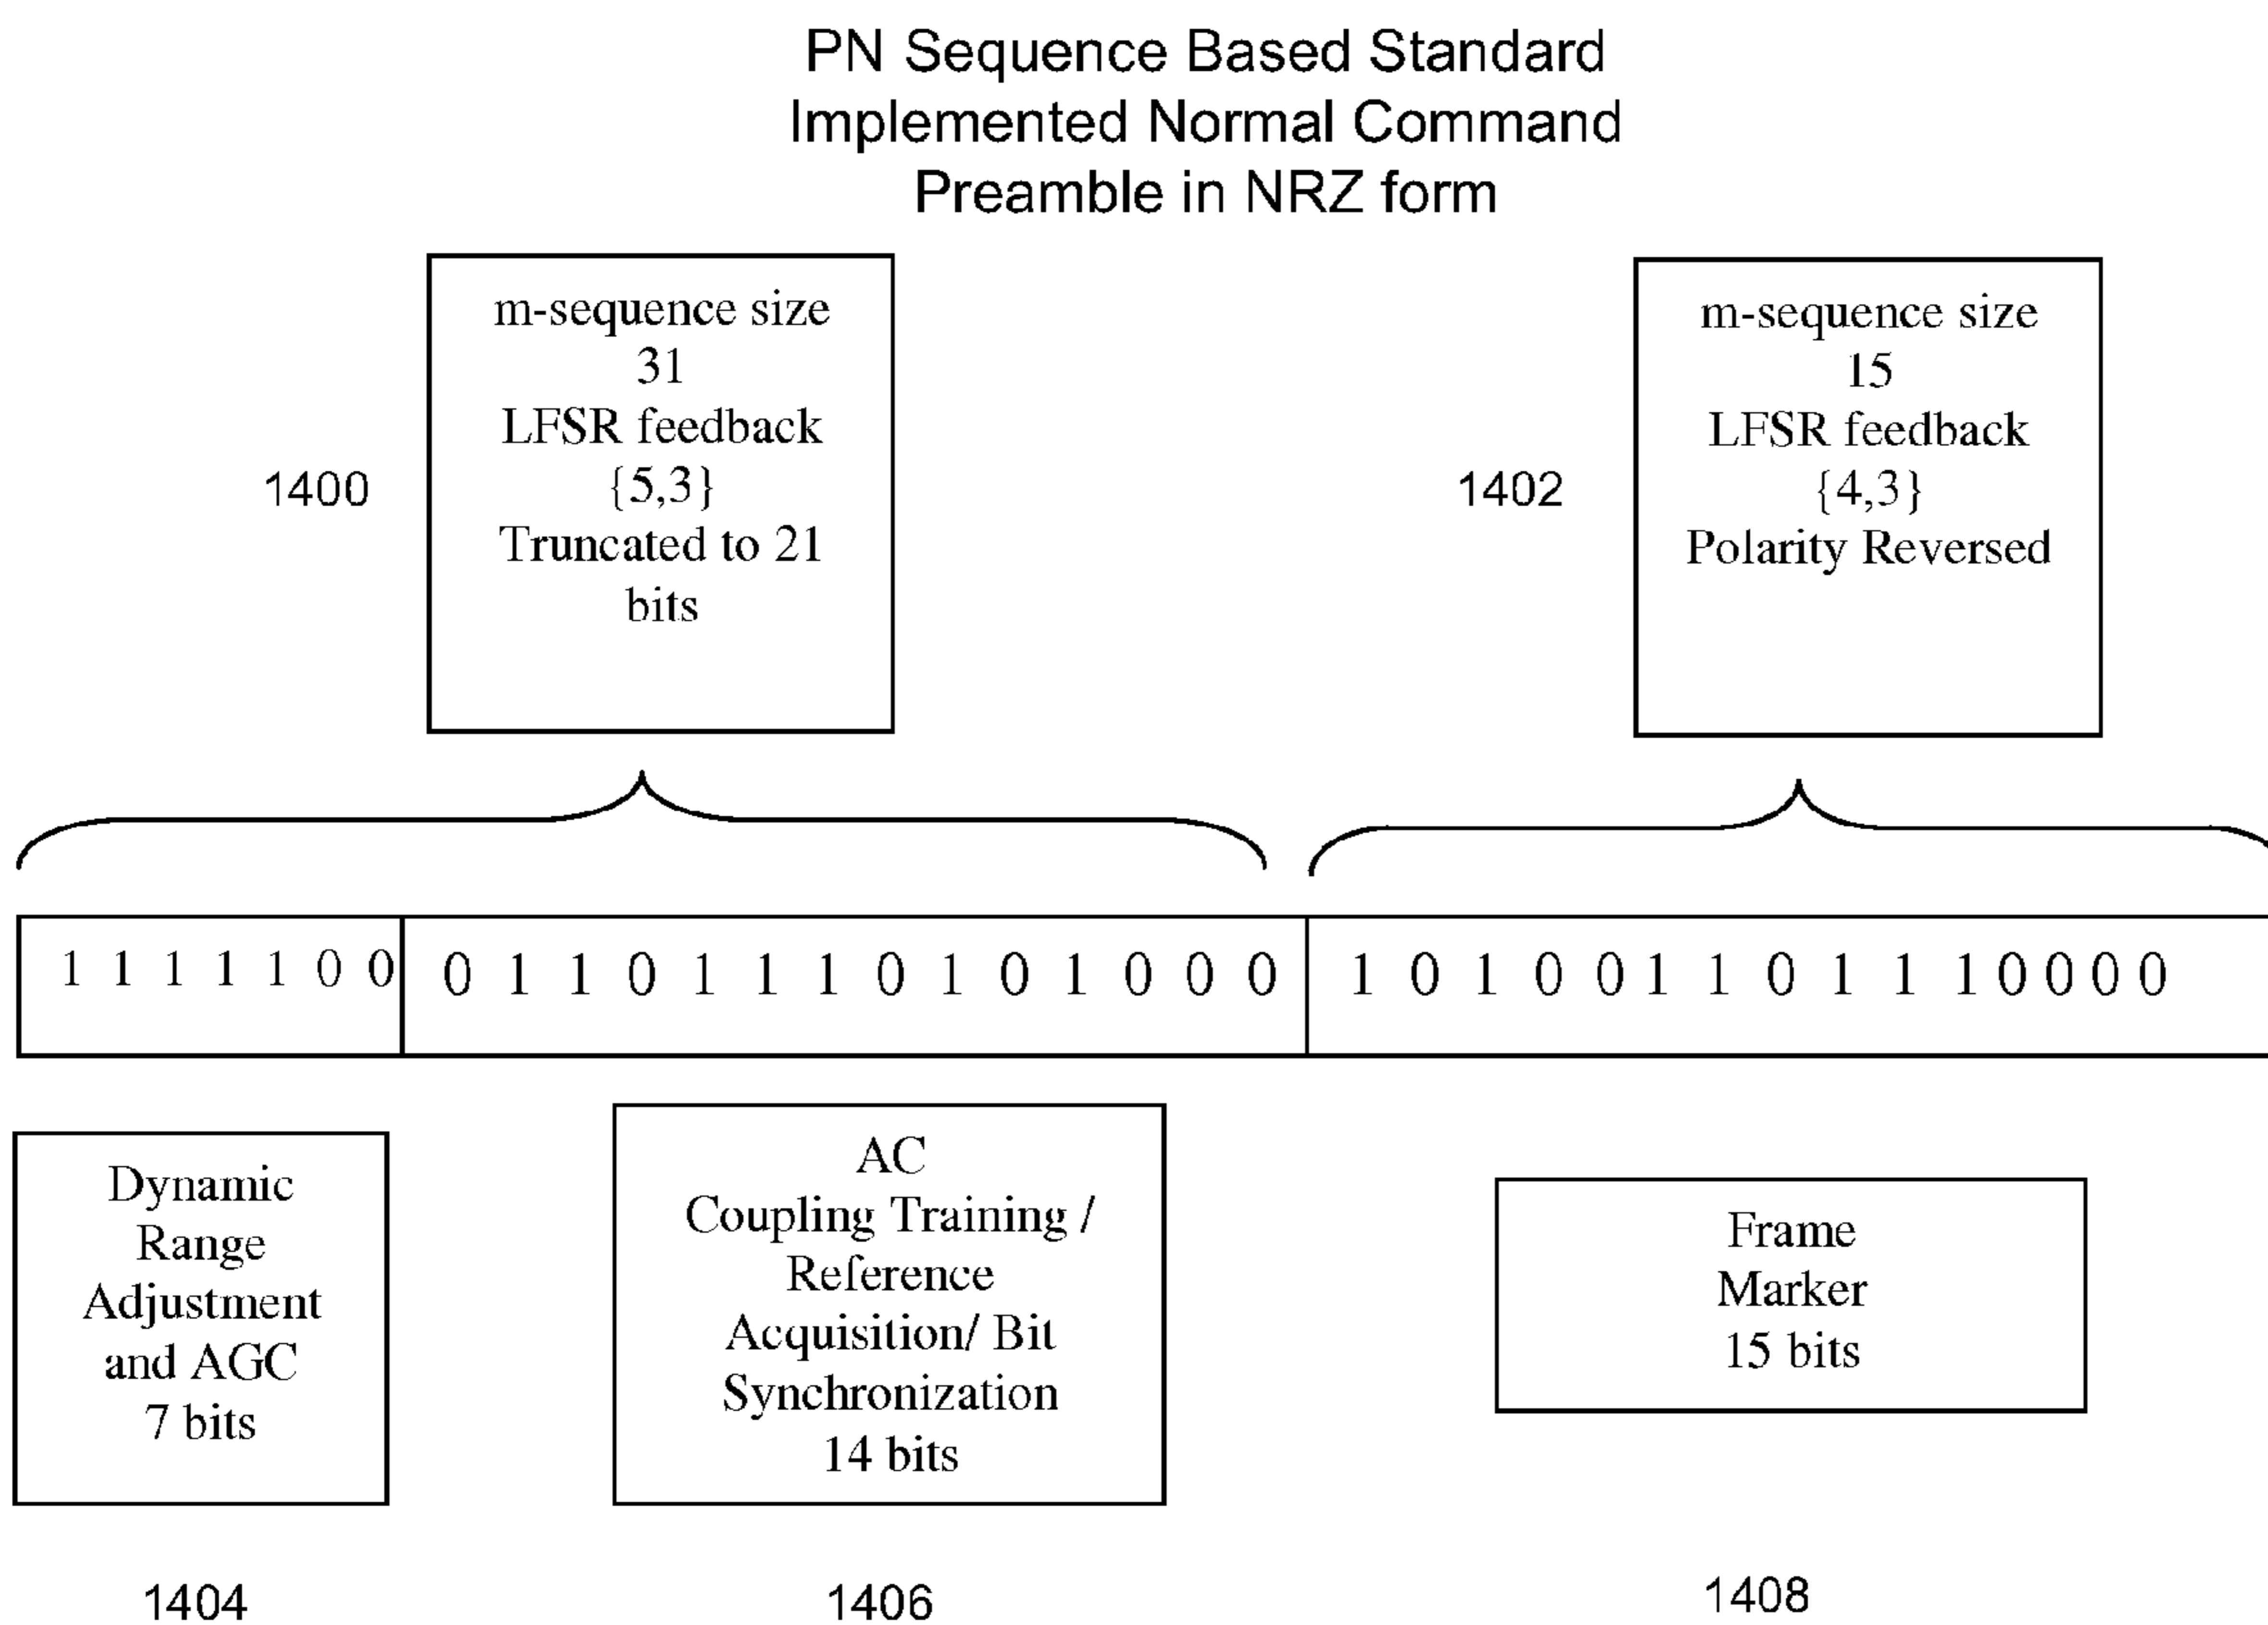 PN Sequence Based Standard
Implemented Normal Command
Preamble in NRZ form
m-sequence size
31
LFSR feedback
{5,3}
Truncated to 21
bits
1400
m-sequence size
15
LFSR feedback
{4,3}
Polarity Reversed
1402
1 1 1 1 1 0 0 0 1 1 0 1 1 1 0 1 0 1 0 0 0 1 0 1 0 0 1 1 0 1 1 1 0 0 0 0
Dynamic
Range
Adjustment
and AGC
7 bits
AC
Coupling Training /
Reference
Acquisition/ Bit
Synchronization
14 bits
Frame
Marker
15 bits
1404
1406
1408